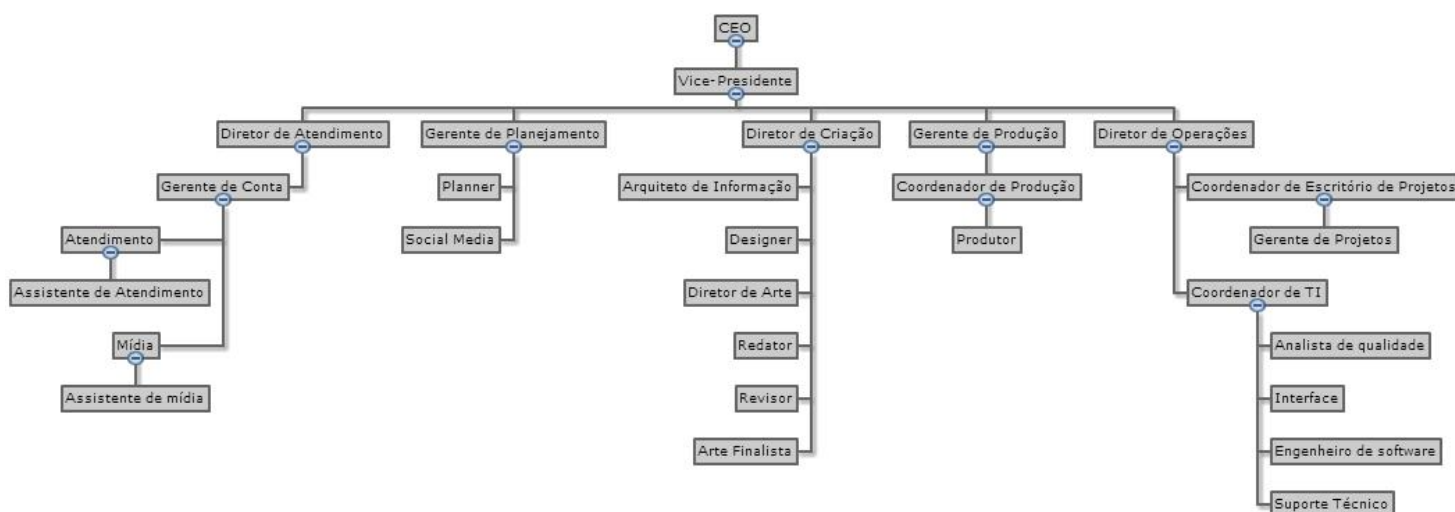 CEO
Vice-Presidente
Diretor de Atendimento
Gerente de Planejamento
Diretor de Criação
Gerente de Produção
Diretor de Operações
Gerente de Conta
Planner
Arquiteto de Informação
Coordenador de Produção
Coordenador de Escritório de Projetos
Atendimento
Social Media
Designer
Produtor
Gerente de Projetos
Assistente de Atendimento
Diretor de Arte
Coordenador de TI
Mídia
Redator
Analista de qualidade
Assistente de mídia
Revisor
Interface
Arte Finalista
Engenheiro de software
Suporte Técnico